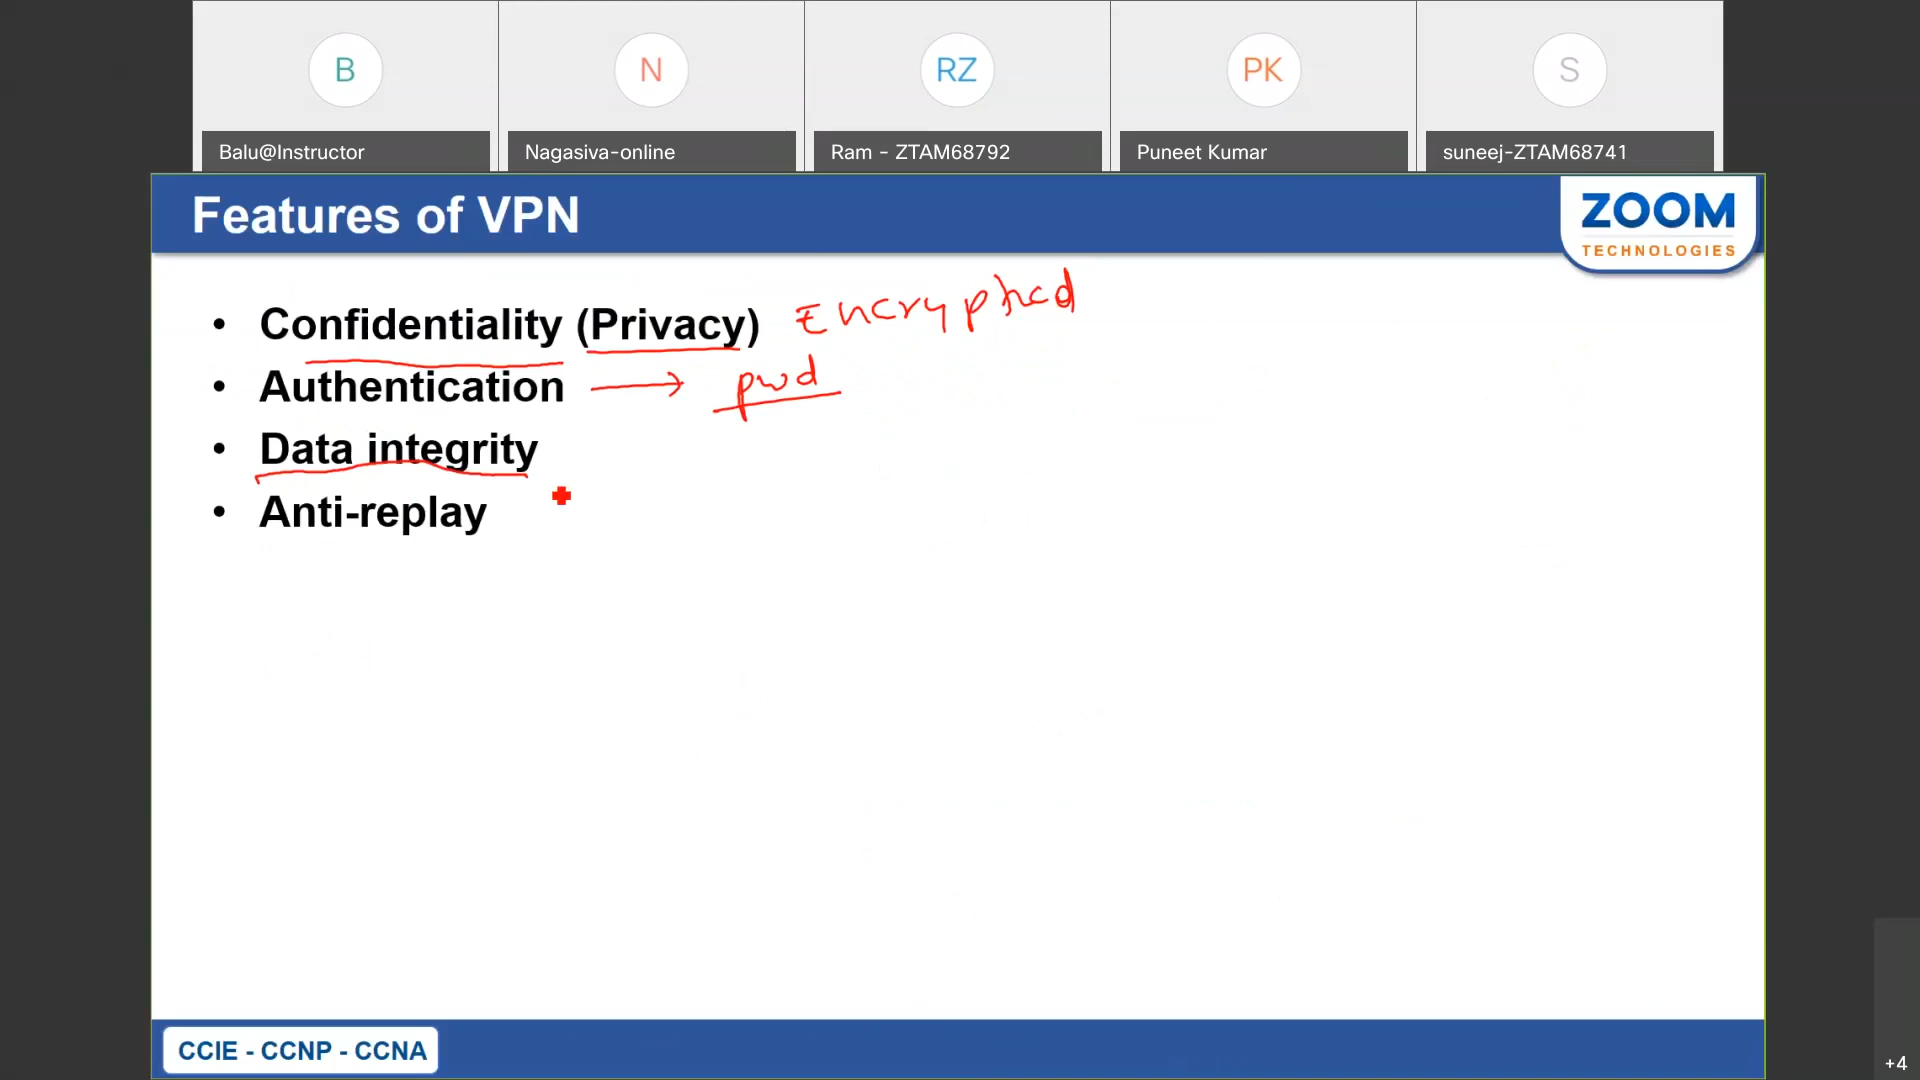 B
N
RZ
PK
S
Balu@Instructor
Nagasiva-online
Ram - ZTAM68792
Puneet Kumar
suneej-ZTAM68741
Features of VPN
ZOOM
TECHNOLOGIES
• Confidentiality (Privacy) Encrypted
• Authentication → pwd
• Data integrity
• Anti-replay
CCIE - CCNP - CCNA
+4